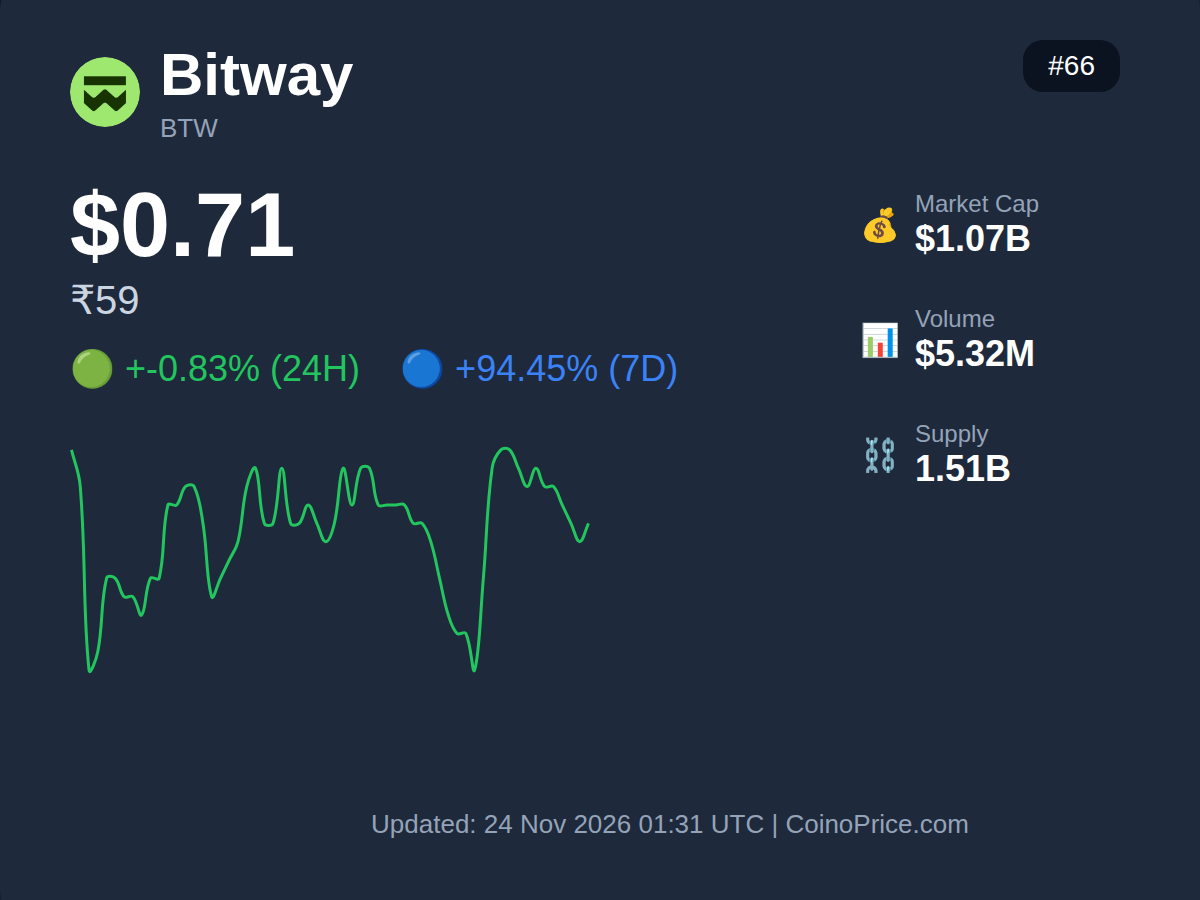 Bitway
BTW
#66
$0.71
₹59
+-0.83% (24H)
+94.45% (7D)
Market Cap
$1.07B
Volume
$5.32M
Supply
1.51B
Updated: 24 Nov 2026 01:31 UTC | CoinoPrice.com